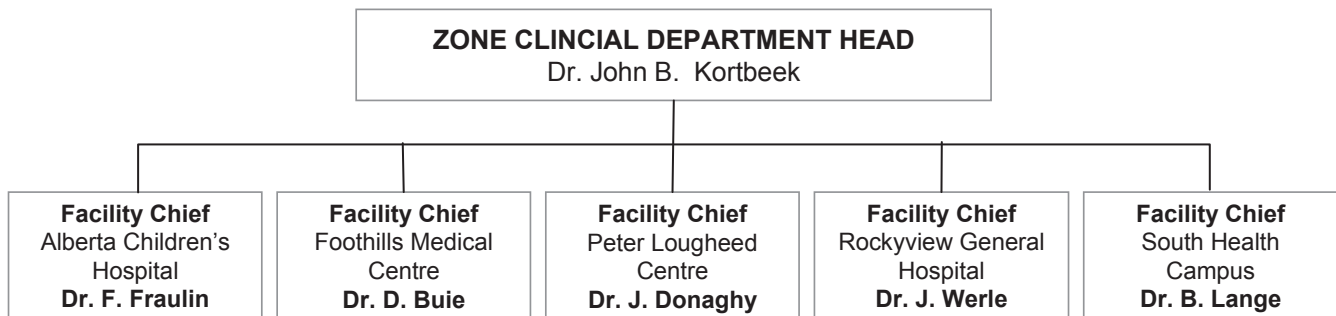 ZONE CLINCIAL DEPARTMENT HEAD
Dr. John B. Kortbeek
Facility Chief
Alberta Children's
Hospital
Dr. F. Fraulin
Facility Chief
Foothills Medical
Centre
Dr. D. Buie
Facility Chief
Peter Lougheed
Centre
Dr. J. Donaghy
Facility Chief
Rockyview General
Hospital
Dr. J. Werle
Facility Chief
South Health
Campus
Dr. B. Lange